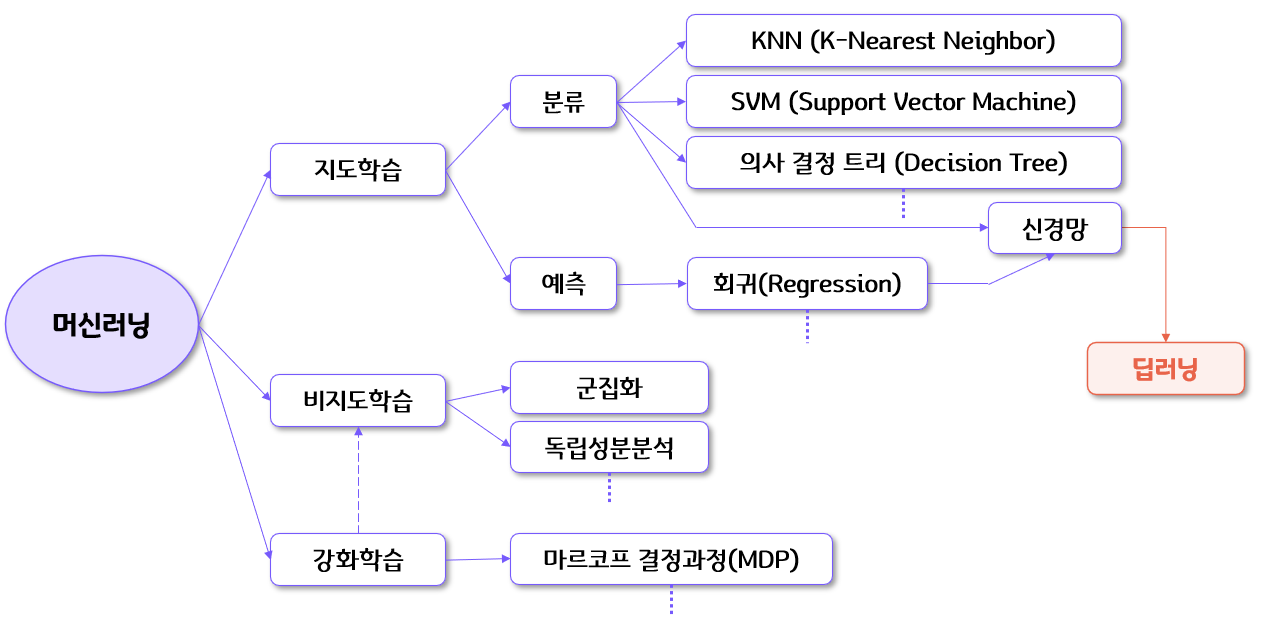 KNN (K-Nearest Neighbor)
분류
SVM (Support Vector Machine)
지도학습
의사 결정 트리 (Decision Tree)
신경망
예측
회귀(Regression)
머신러닝
딥러닝
비지도학습
군집화
독립성분분석
강화학습
마르코프 결정과정(MDP)